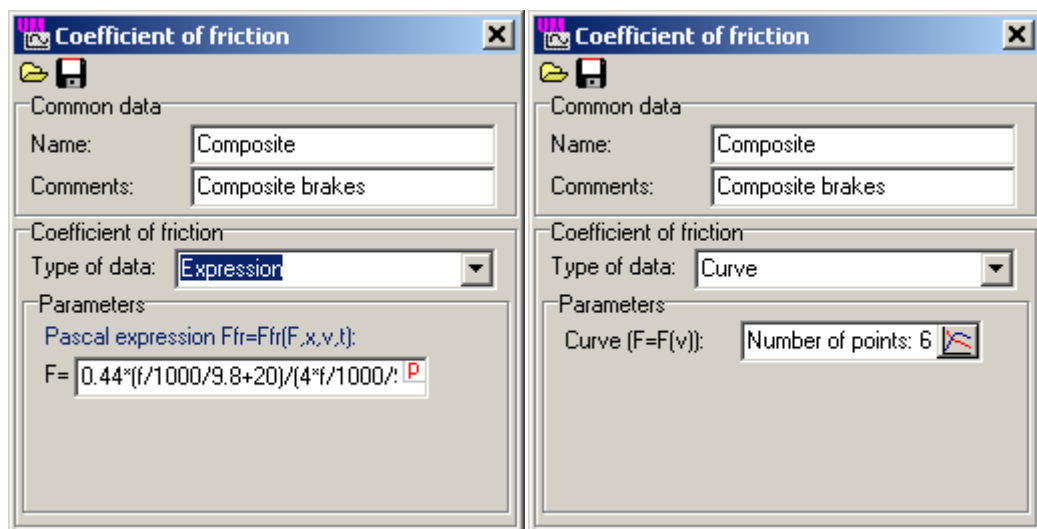 Coefficient of friction
Common data
Name: Composite
Comments: Composite brakes
Coefficient of friction
Type of data: Expression
Parameters
Pascal expression Ffr=Ffr(F,x,v,t):
F= 0.44*(f/1000/9.8+20)/(4*f/1000/ P
Coefficient of friction
Common data
Name: Composite
Comments: Composite brakes
Coefficient of friction
Type of data: Curve
Parameters
Curve (F=F(v)): Number of points: 6